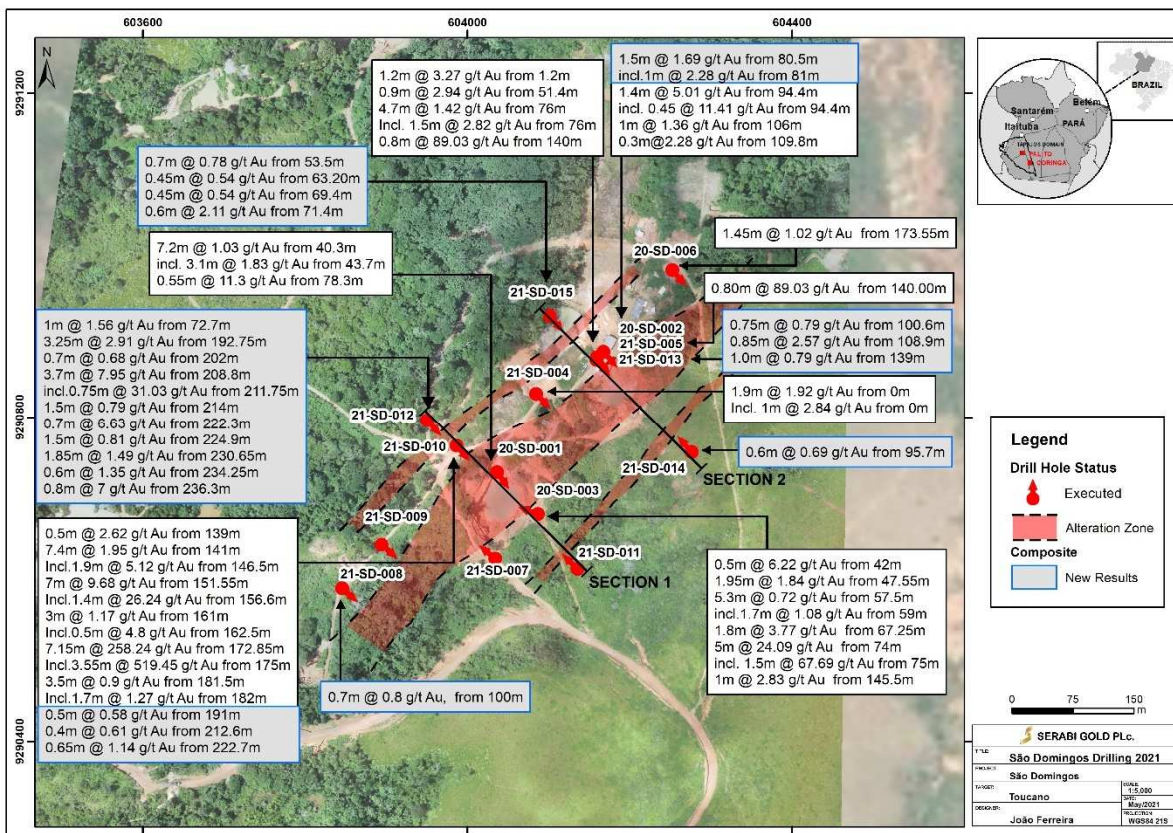 603600
604000
604400
9291200
9290800
9290400
N
1.2m @ 3.27 g/t Au from 1.2m
0.9m @ 2.94 g/t Au from 51.4m
4.7m @ 1.42 g/t Au from 76m
Incl. 1.5m @ 2.82 g/t Au from 76m
0.8m @ 89.03 g/t Au from 140m
1.5m @ 1.69 g/t Au from 80.5m
incl.1m @ 2.28 g/t Au from 81m
1.4m @ 5.01 g/t Au from 94.4m
incl. 0.45 @ 11.41 g/t Au from 94.4m
1m @ 1.36 g/t Au from 106m
0.3m@2.28 g/t Au from 109.8m
0.7m @ 0.78 g/t Au from 53.5m
0.45m @ 0.54 g/t Au from 63.20m
0.45m @ 0.54 g/t Au from 69.4m
0.6m @ 2.11 g/t Au from 71.4m
7.2m @ 1.03 g/t Au from 40.3m
incl. 3.1m @ 1.83 g/t Au from 43.7m
0.55m @ 11.3 g/t Au from 78.3m
1.45m @ 1.02 g/t Au from 173.55m
0.80m @ 89.03 g/t Au from 140.00m
0.75m @ 0.79 g/t Au from 100.6m
0.85m @ 2.57 g/t Au from 108.9m
1.0m @ 0.79 g/t Au from 139m
1.9m @ 1.92 g/t Au from 0m
Incl. 1m @ 2.84 g/t Au from 0m
0.6m @ 0.69 g/t Au from 95.7m
1m @ 1.56 g/t Au from 72.7m
3.25m @ 2.91 g/t Au from 192.75m
0.7m @ 0.68 g/t Au from 202m
3.7m @ 7.95 g/t Au from 208.8m
incl.0.75m @ 31.03 g/t Au from 211.75m
1.5m @ 0.79 g/t Au from 214m
0.7m @ 6.63 g/t Au from 222.3m
1.5m @ 0.81 g/t Au from 224.9m
1.85m @ 1.49 g/t Au from 230.65m
0.6m @ 1.35 g/t Au from 234.25m
0.8m @ 7 g/t Au from 236.3m
0.5m @ 2.62 g/t Au from 139m
7.4m @ 1.95 g/t Au from 141m
Incl.1.9m @ 5.12 g/t Au from 146.5m
7m @ 9.68 g/t Au from 151.55m
Incl.1.4m @ 26.24 g/t Au from 156.6m
3m @ 1.17 g/t Au from 161m
Incl.0.5m @ 4.8 g/t Au from 162.5m
7.15m @ 258.24 g/t Au from 172.85m
Incl.3.55m @ 519.45 g/t Au from 175m
3.5m @ 0.9 g/t Au from 181.5m
Incl.1.7m @ 1.27 g/t Au from 182m
0.5m @ 0.58 g/t Au from 191m
0.4m @ 0.61 g/t Au from 212.6m
0.65m @ 1.14 g/t Au from 222.7m
0.7m @ 0.8 g/t Au, from 100m
0.5m @ 6.22 g/t Au from 42m
1.95m @ 1.84 g/t Au from 47.55m
5.3m @ 0.72 g/t Au from 57.5m
incl.1.7m @ 1.08 g/t Au from 59m
1.8m @ 3.77 g/t Au from 67.25m
5m @ 24.09 g/t Au from 74m
incl. 1.5m @ 67.69 g/t Au from 75m
1m @ 2.83 g/t Au from 145.5m
20-SD-006
21-SD-015
20-SD-002
21-SD-005
21-SD-013
21-SD-004
21-SD-012
21-SD-010
20-SD-001
21-SD-014
20-SD-003
21-SD-009
21-SD-011
21-SD-008
21-SD-007
SECTION 2
SECTION 1
BRAZIL
Belém
Santarém
PARÁ
Itaituba
TAPAJOS DOMAIN
PALITO
CORINGA
Legend
Drill Hole Status
Executed
Alteration Zone
Composite
New Results
0 75 150
m
SERABI GOLD PLc.
TITLE:
São Domingos Drilling 2021
PROJECT:
São Domingos
TARGET:
Toucano
SCALE:
1:5,000
DATE:
May/2021
DESIGNER:
João Ferreira
PROJECTION:
WGS84 21S